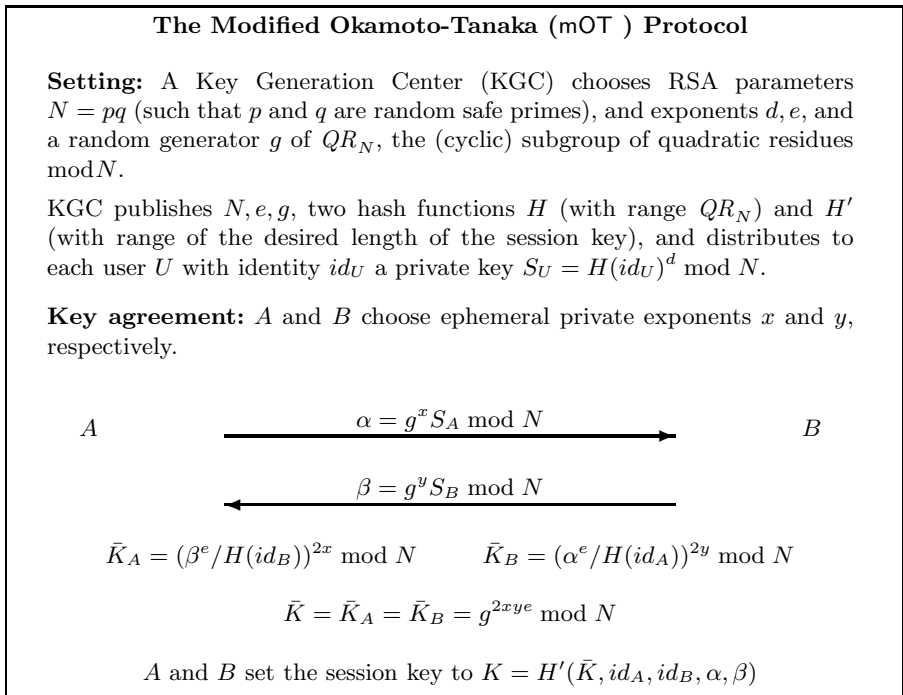 The Modified Okamoto-Tanaka (mOT ) Protocol
Setting: A Key Generation Center (KGC) chooses RSA parameters
N = pq (such that p and q are random safe primes), and exponents d, e, and
a random generator g of QR_N, the (cyclic) subgroup of quadratic residues
mod N.
KGC publishes N, e, g, two hash functions H (with range QR_N) and H′
(with range of the desired length of the session key), and distributes to
each user U with identity id_U a private key S_U = H(id_U)^d mod N.
Key agreement: A and B choose ephemeral private exponents x and y,
respectively.
A α = g^x S_A mod N B
β = g^y S_B mod N
K̄_A = (β^e/H(id_B))^{2x} mod N K̄_B = (α^e/H(id_A))^{2y} mod N
K̄ = K̄_A = K̄_B = g^{2xye} mod N
A and B set the session key to K = H′(K̄, id_A, id_B, α, β)